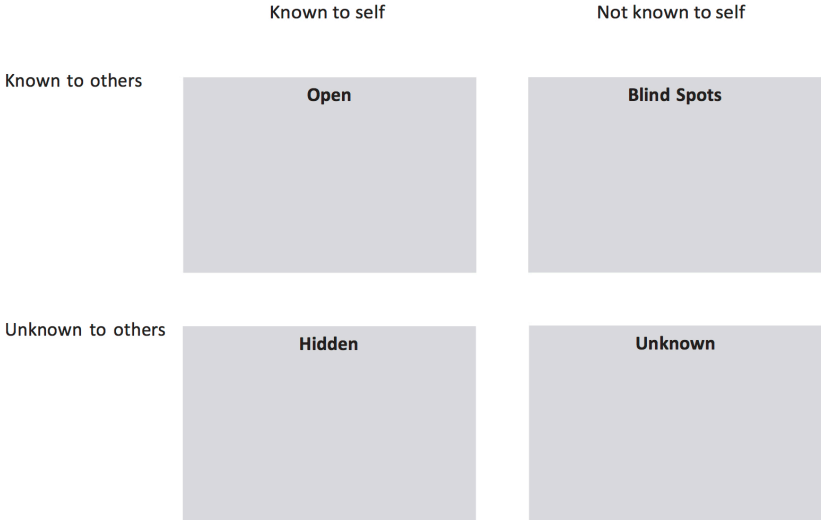 Known to self
Not known to self
Known to others
Open
Blind Spots
Unknown to others
Hidden
Unknown